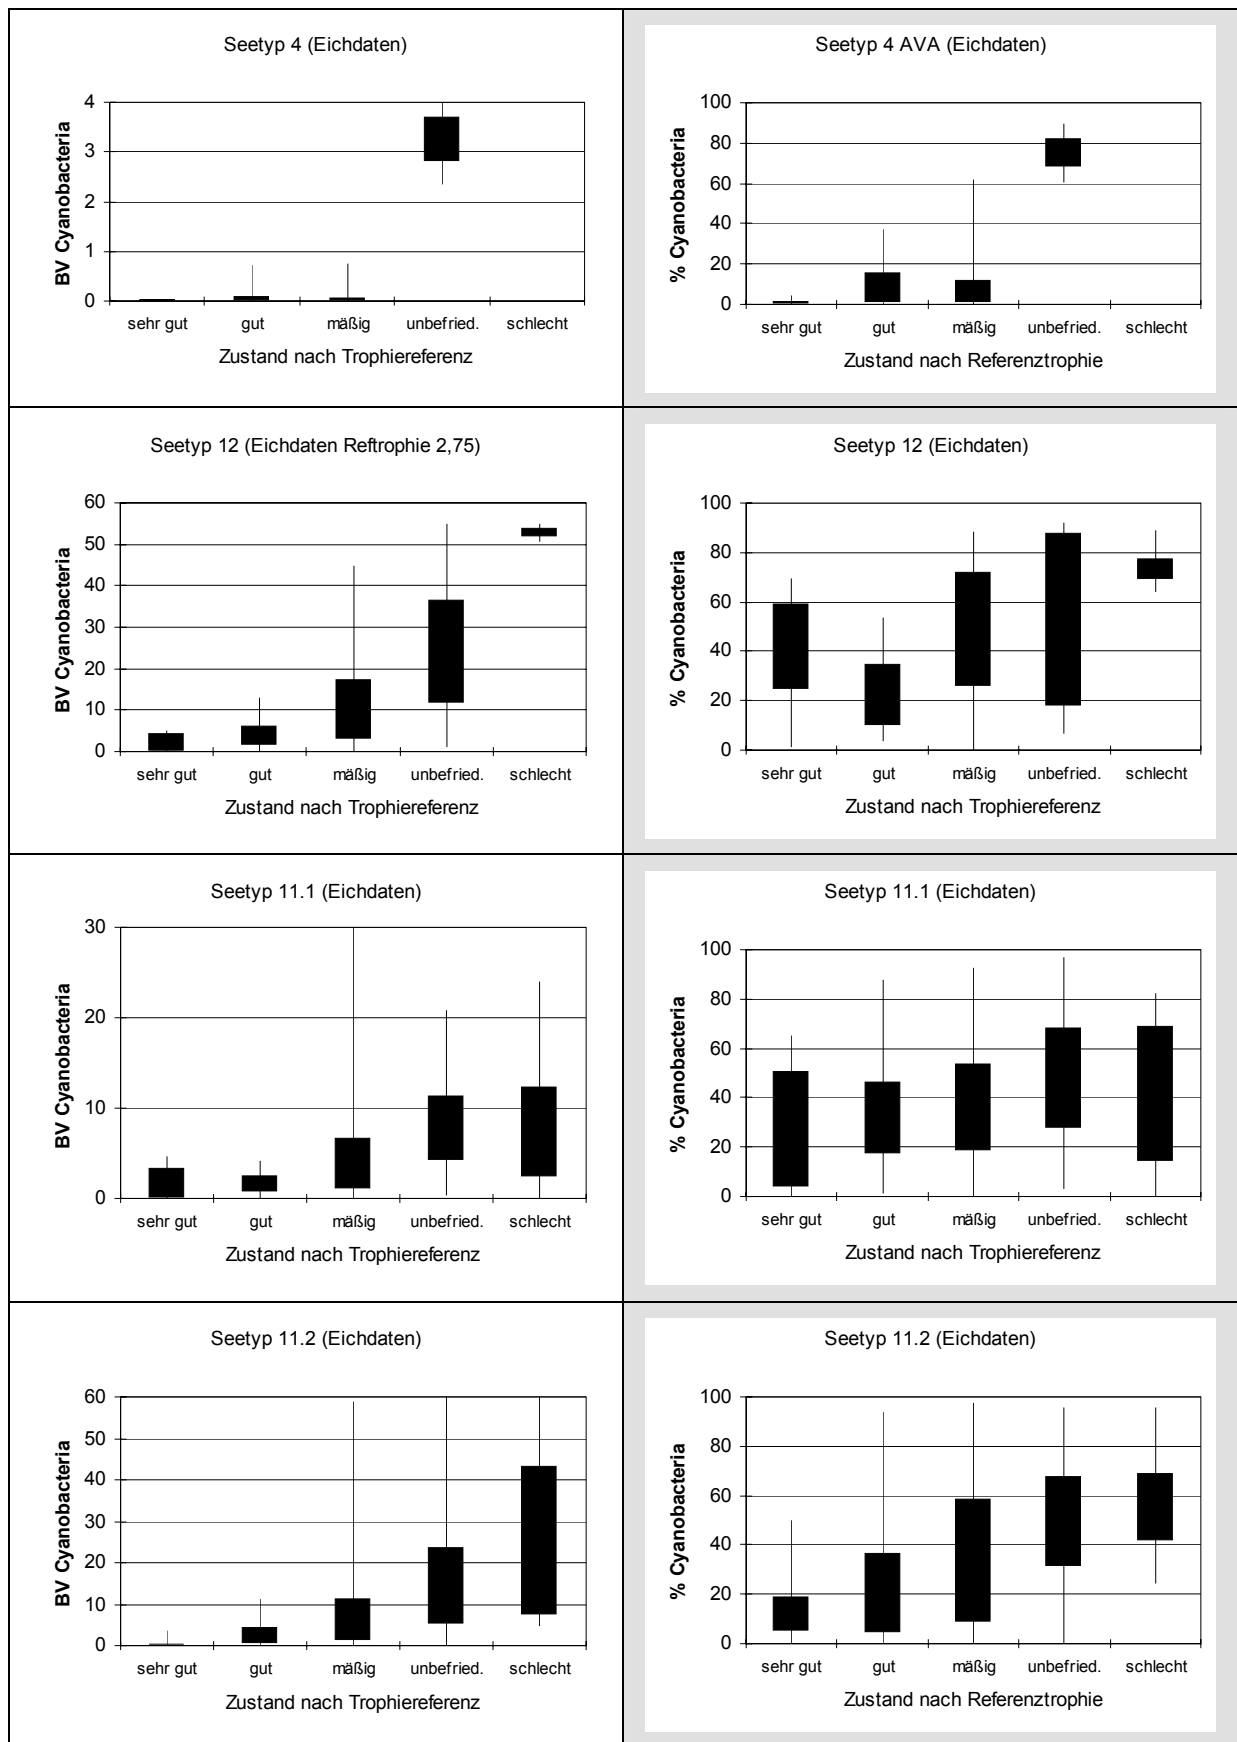 Seetyp 4 (Eichdaten)
BV Cyanobacteria
4
3
2
1
0
sehr gut gut mäßig unbefried. schlecht
Zustand nach Trophiereferenz
Seetyp 4 AVA (Eichdaten)
% Cyanobacteria
100
80
60
40
20
0
sehr gut gut mäßig unbefried. schlecht
Zustand nach Referenztrophie
Seetyp 12 (Eichdaten Reftrophie 2,75)
BV Cyanobacteria
60
50
40
30
20
10
0
sehr gut gut mäßig unbefried. schlecht
Zustand nach Trophiereferenz
Seetyp 12 (Eichdaten)
% Cyanobacteria
100
80
60
40
20
0
sehr gut gut mäßig unbefried. schlecht
Zustand nach Trophiereferenz
Seetyp 11.1 (Eichdaten)
BV Cyanobacteria
30
20
10
0
sehr gut gut mäßig unbefried. schlecht
Zustand nach Trophiereferenz
Seetyp 11.1 (Eichdaten)
% Cyanobacteria
100
80
60
40
20
0
sehr gut gut mäßig unbefried. schlecht
Zustand nach Trophiereferenz
Seetyp 11.2 (Eichdaten)
BV Cyanobacteria
60
50
40
30
20
10
0
sehr gut gut mäßig unbefried. schlecht
Zustand nach Trophiereferenz
Seetyp 11.2 (Eichdaten)
% Cyanobacteria
100
80
60
40
20
0
sehr gut gut mäßig unbefried. schlecht
Zustand nach Referenztrophie